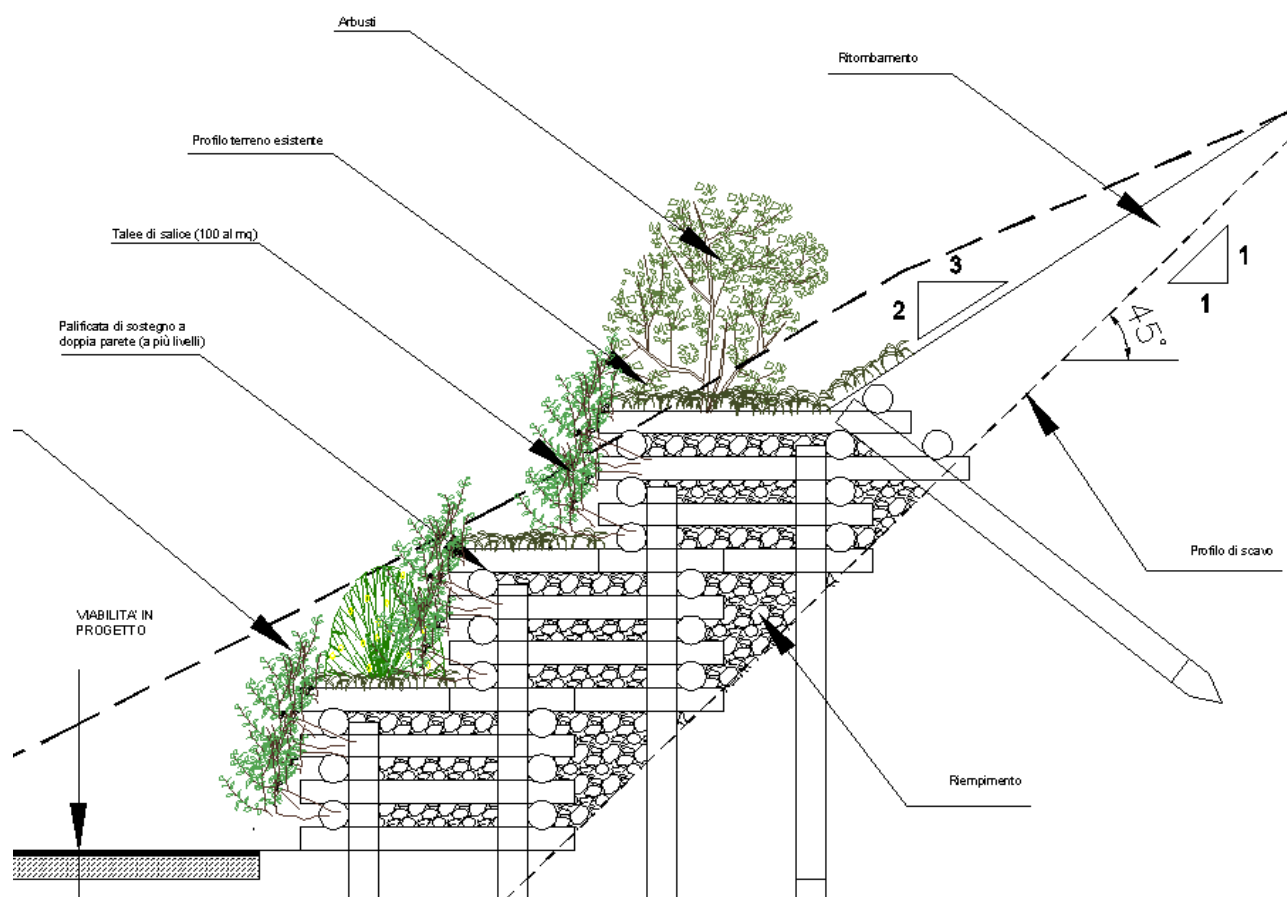 Arbusti
Ritombamento
Profilo terreno esistente
Talee di salice (100 al mq)
3
2
1
1
45°
Palificata di sostegno a
doppia parete (a più livelli)
Profilo di scavo
VIABILITA' IN
PROGETTO
Riempimento